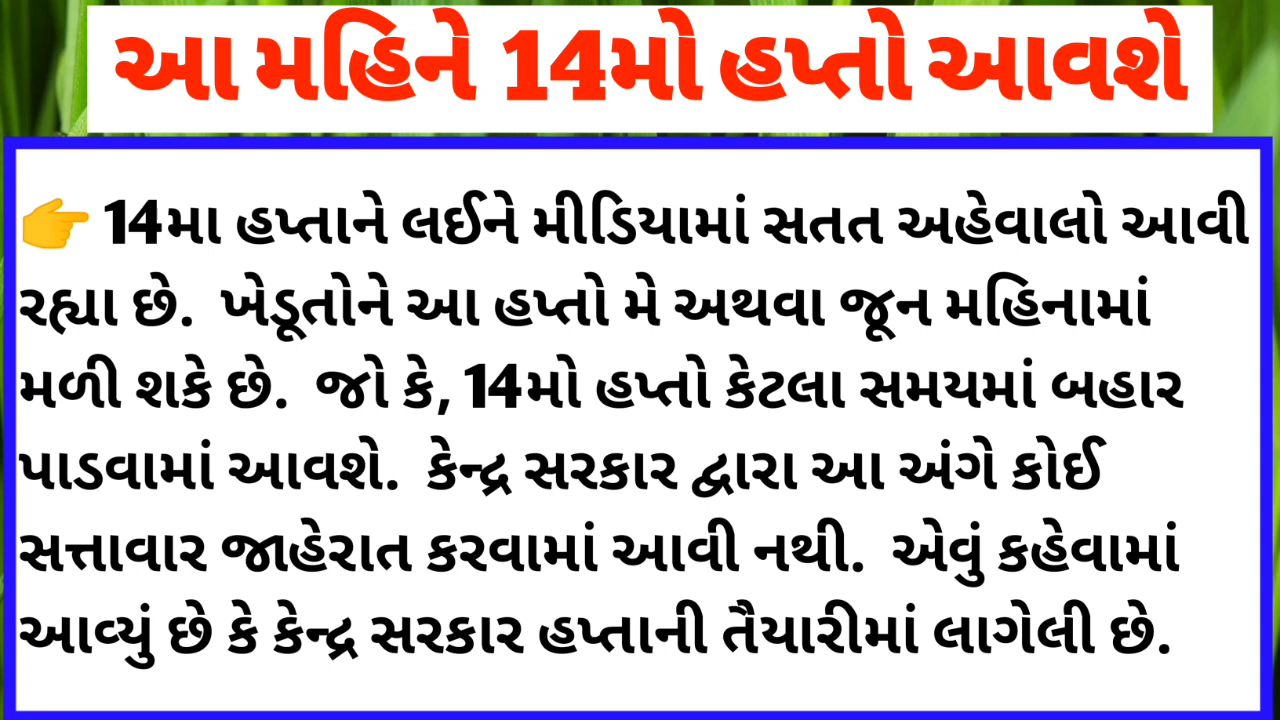 આ મહિને 14મો હપ્તો આવશે
👉 14મા હપ્તાને લઈને મીડિયામાં સતત અહેવાલો આવી
રહ્યા છે. ખેડૂતોને આ હપ્તો મે અથવા જૂન મહિનામાં
મળી શકે છે. જો કે, 14મો હપ્તો કેટલા સમયમાં બહાર
પાડવામાં આવશે. કેન્દ્ર સરકાર દ્વારા આ અંગે કોઈ
સત્તાવાર જાહેરાત કરવામાં આવી નથી. એવું કહેવામાં
આવ્યું છે કે કેન્દ્ર સરકાર હપ્તાની તૈયારીમાં લાગેલી છે.